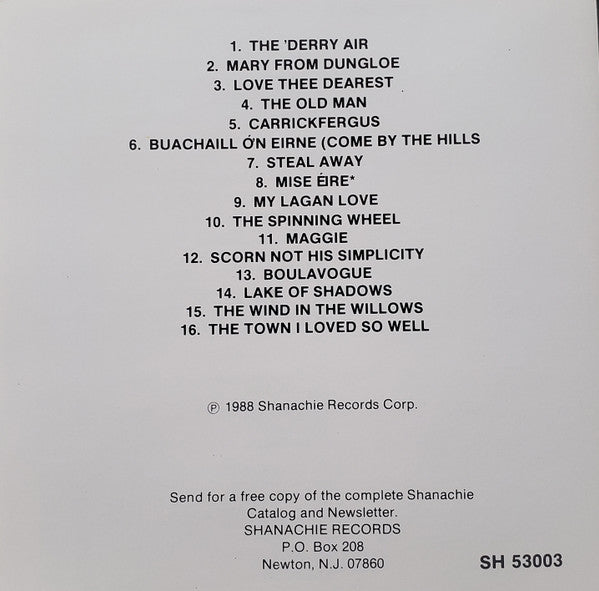 1. THE 'DERRY AIR
2. MARY FROM DUNGLOE
3. LOVE THEE DEAREST
4. THE OLD MAN
5. CARRICKFERGUS
6. BUACHAILL ÓN EIRNE (COME BY THE HILLS
7. STEAL AWAY
8. MISE ÉIRE*
9. MY LAGAN LOVE
10. THE SPINNING WHEEL
11. MAGGIE
12. SCORN NOT HIS SIMPLICITY
13. BOULAVOGUE
14. LAKE OF SHADOWS
15. THE WIND IN THE WILLOWS
16. THE TOWN I LOVED SO WELL
℗ 1988 Shanachie Records Corp.
Send for a free copy of the complete Shanachie
Catalog and Newsletter.
SHANACHIE RECORDS
P.O. Box 208
Newton, N.J. 07860
SH 53003